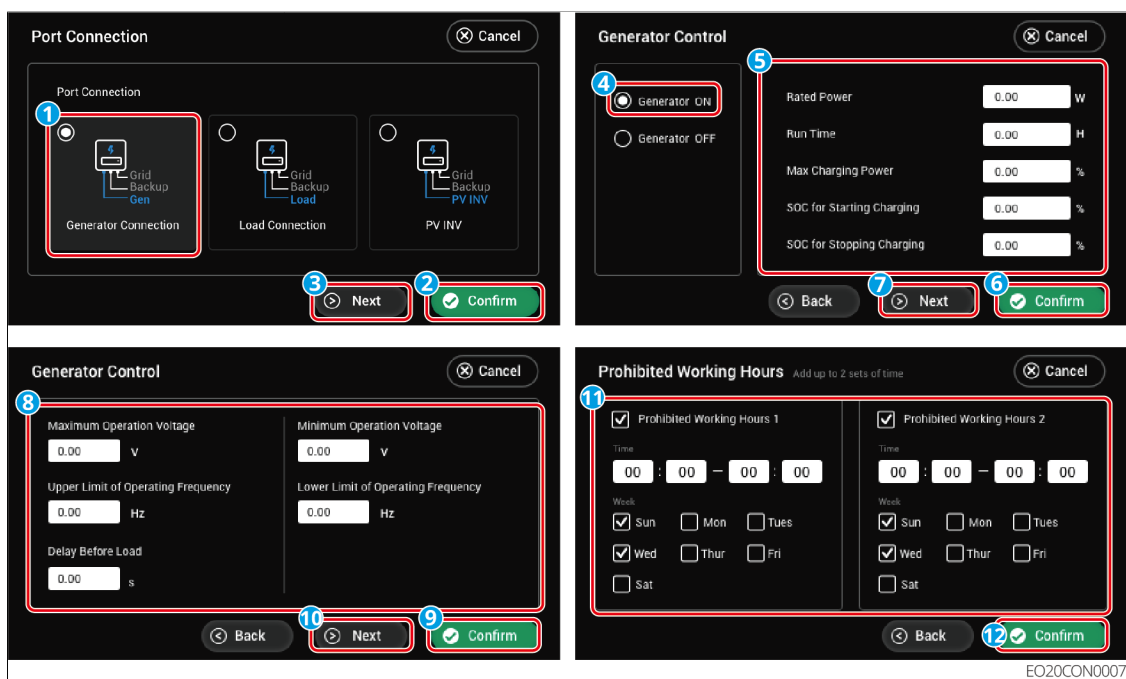 Port Connection
Cancel
Port Connection
1
Grid
Backup
Gen
Generator Connection
Grid
Backup
Load
Load Connection
Grid
Backup
PV INV
PV INV
3
Next
2
Confirm
Generator Control
Cancel
4
Generator ON
Generator OFF
5
Rated Power 0.00 W
Run Time 0.00 H
Max Charging Power 0.00 %
SOC for Starting Charging 0.00 %
SOC for Stopping Charging 0.00 %
Back
7
Next
6
Confirm
Generator Control
Cancel
8
Maximum Operation Voltage
0.00 V
Minimum Operation Voltage
0.00 V
Upper Limit of Operating Frequency
0.00 Hz
Lower Limit of Operating Frequency
0.00 Hz
Delay Before Load
0.00 s
Back
10
Next
9
Confirm
Prohibited Working Hours Add up to 2 sets of time
Cancel
11
Prohibited Working Hours 1
Time
00 : 00 — 00 : 00
Week
Sun Mon Tues
Wed Thur Fri
Sat
Prohibited Working Hours 2
Time
00 : 00 — 00 : 00
Week
Sun Mon Tues
Wed Thur Fri
Sat
Back
12
Confirm
EO20CON0007